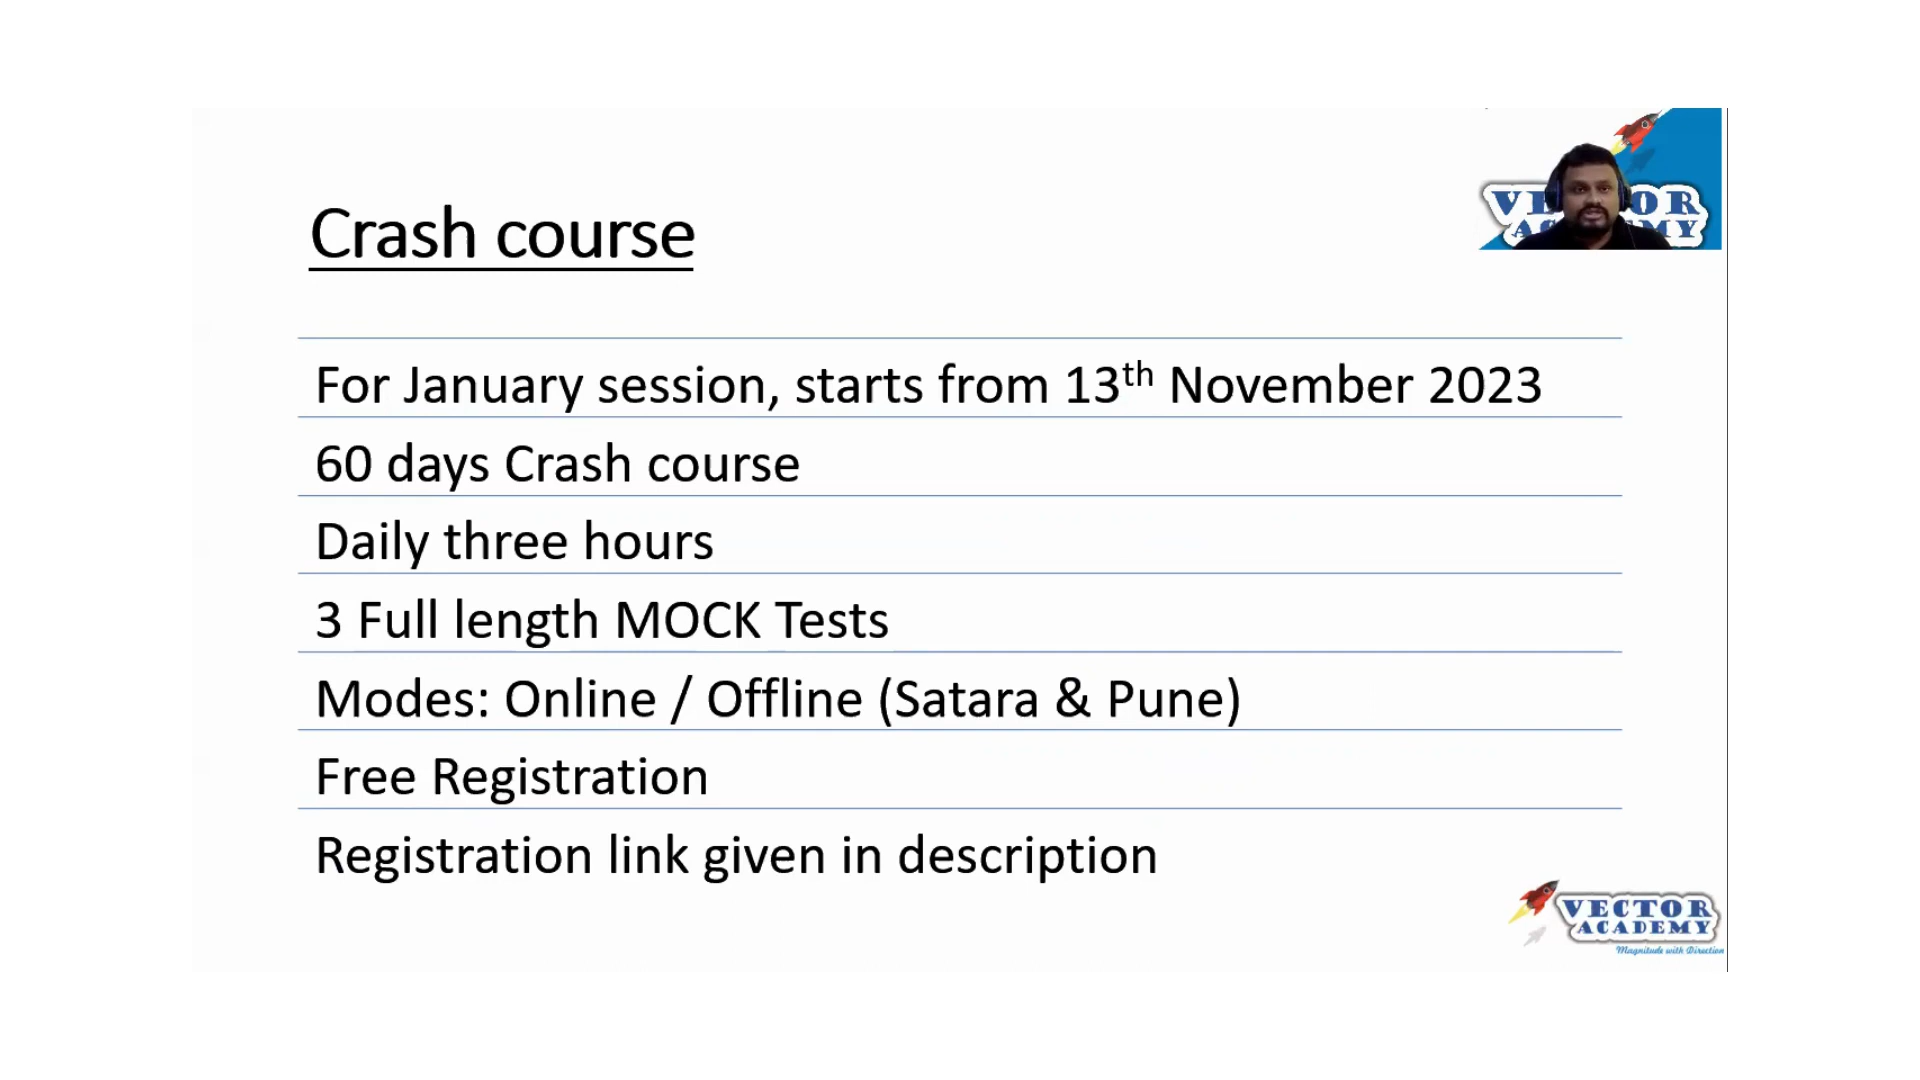 Crash course
For January session, starts from 13th November 2023
60 days Crash course
Daily three hours
3 Full length MOCK Tests
Modes: Online / Offline (Satara & Pune)
Free Registration
Registration link given in description
VECTOR
ACADEMY
Magnitude with Direction